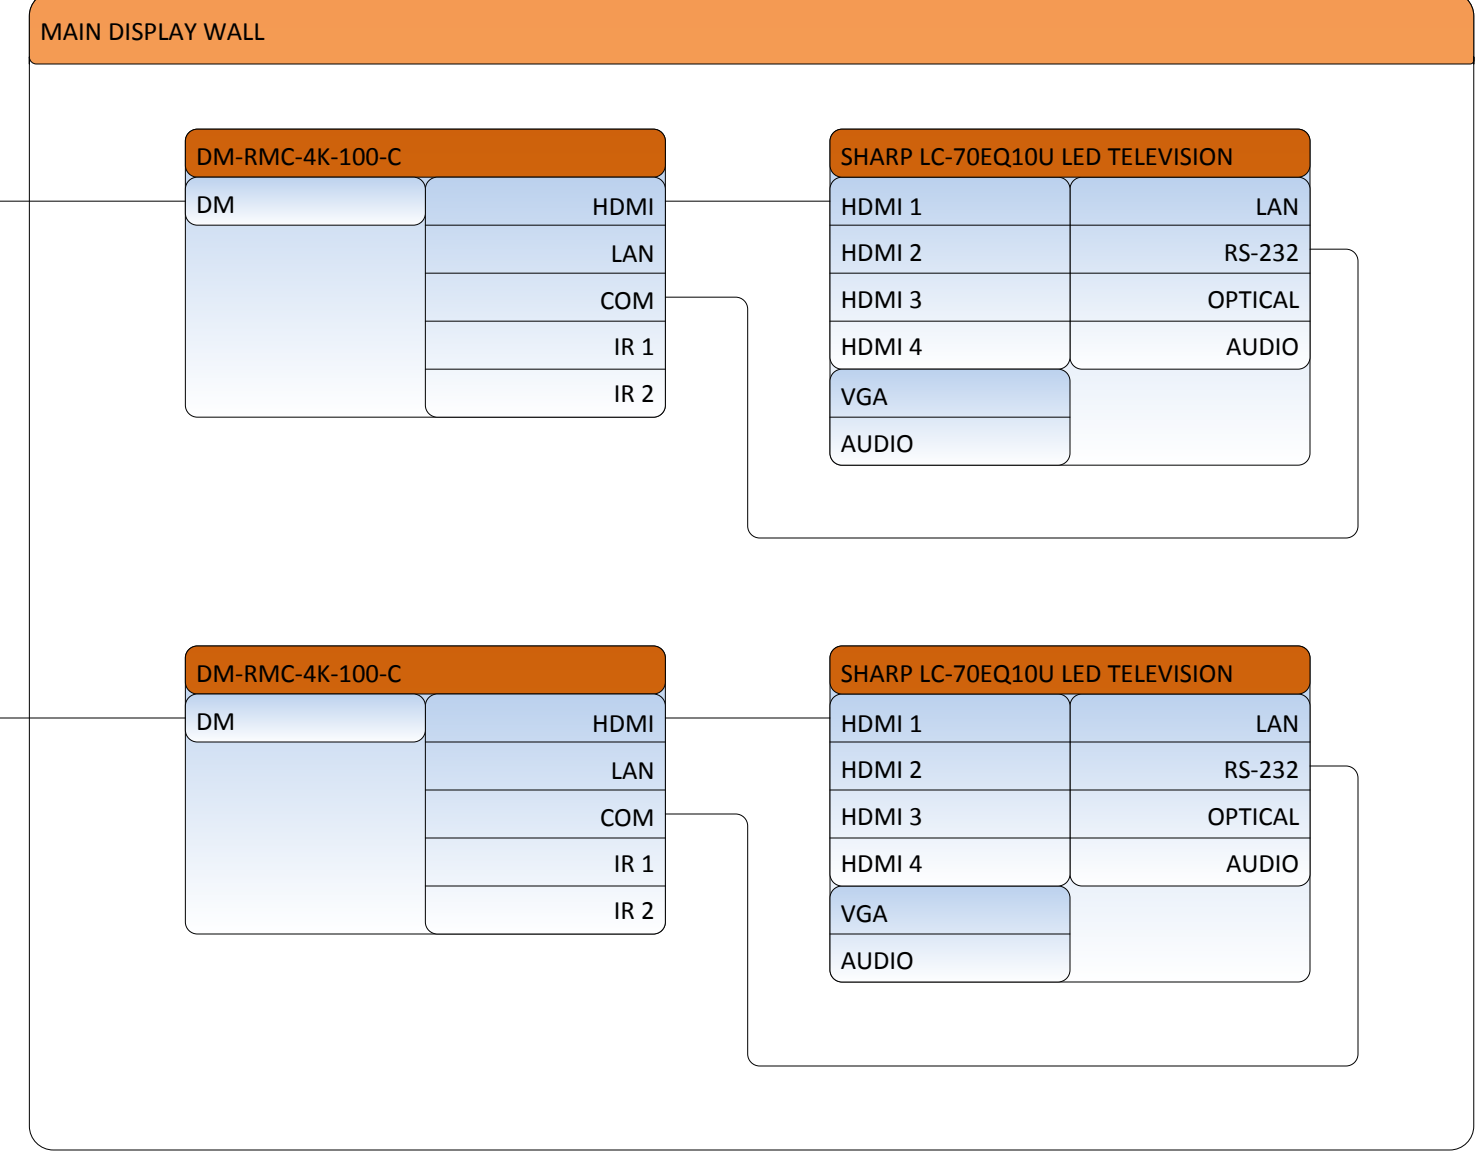 MAIN DISPLAY WALL
DM-RMC-4K-100-C
DM
HDMI
LAN
COM
IR 1
IR 2
SHARP LC-70EQ10U LED TELEVISION
HDMI 1
HDMI 2
HDMI 3
HDMI 4
VGA
AUDIO
LAN
RS-232
OPTICAL
AUDIO
DM-RMC-4K-100-C
DM
HDMI
LAN
COM
IR 1
IR 2
SHARP LC-70EQ10U LED TELEVISION
HDMI 1
HDMI 2
HDMI 3
HDMI 4
VGA
AUDIO
LAN
RS-232
OPTICAL
AUDIO